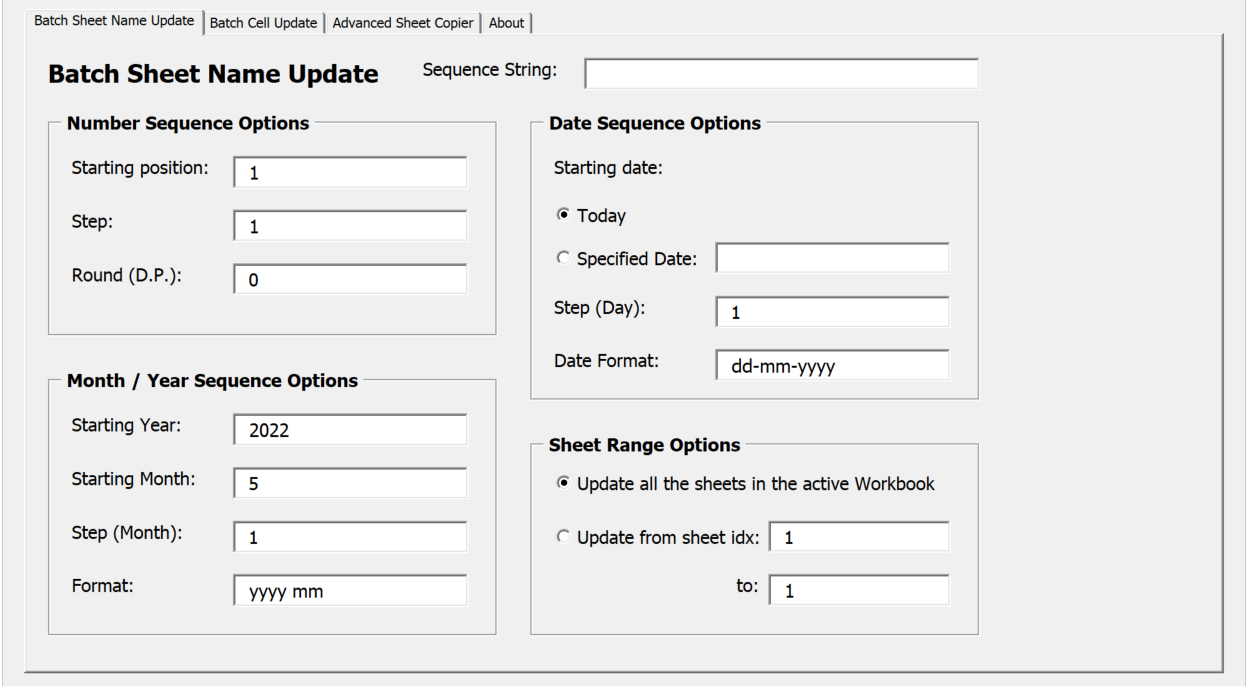 Batch Sheet Name Update Batch Cell Update Advanced Sheet Copier About
Batch Sheet Name Update
Sequence String:
Number Sequence Options
Starting position: 1
Step: 1
Round (D.P.): 0
Month / Year Sequence Options
Starting Year: 2022
Starting Month: 5
Step (Month): 1
Format: yyyy mm
Date Sequence Options
Starting date:
Today
Specified Date:
Step (Day): 1
Date Format: dd-mm-yyyy
Sheet Range Options
Update all the sheets in the active Workbook
Update from sheet idx: 1
to: 1